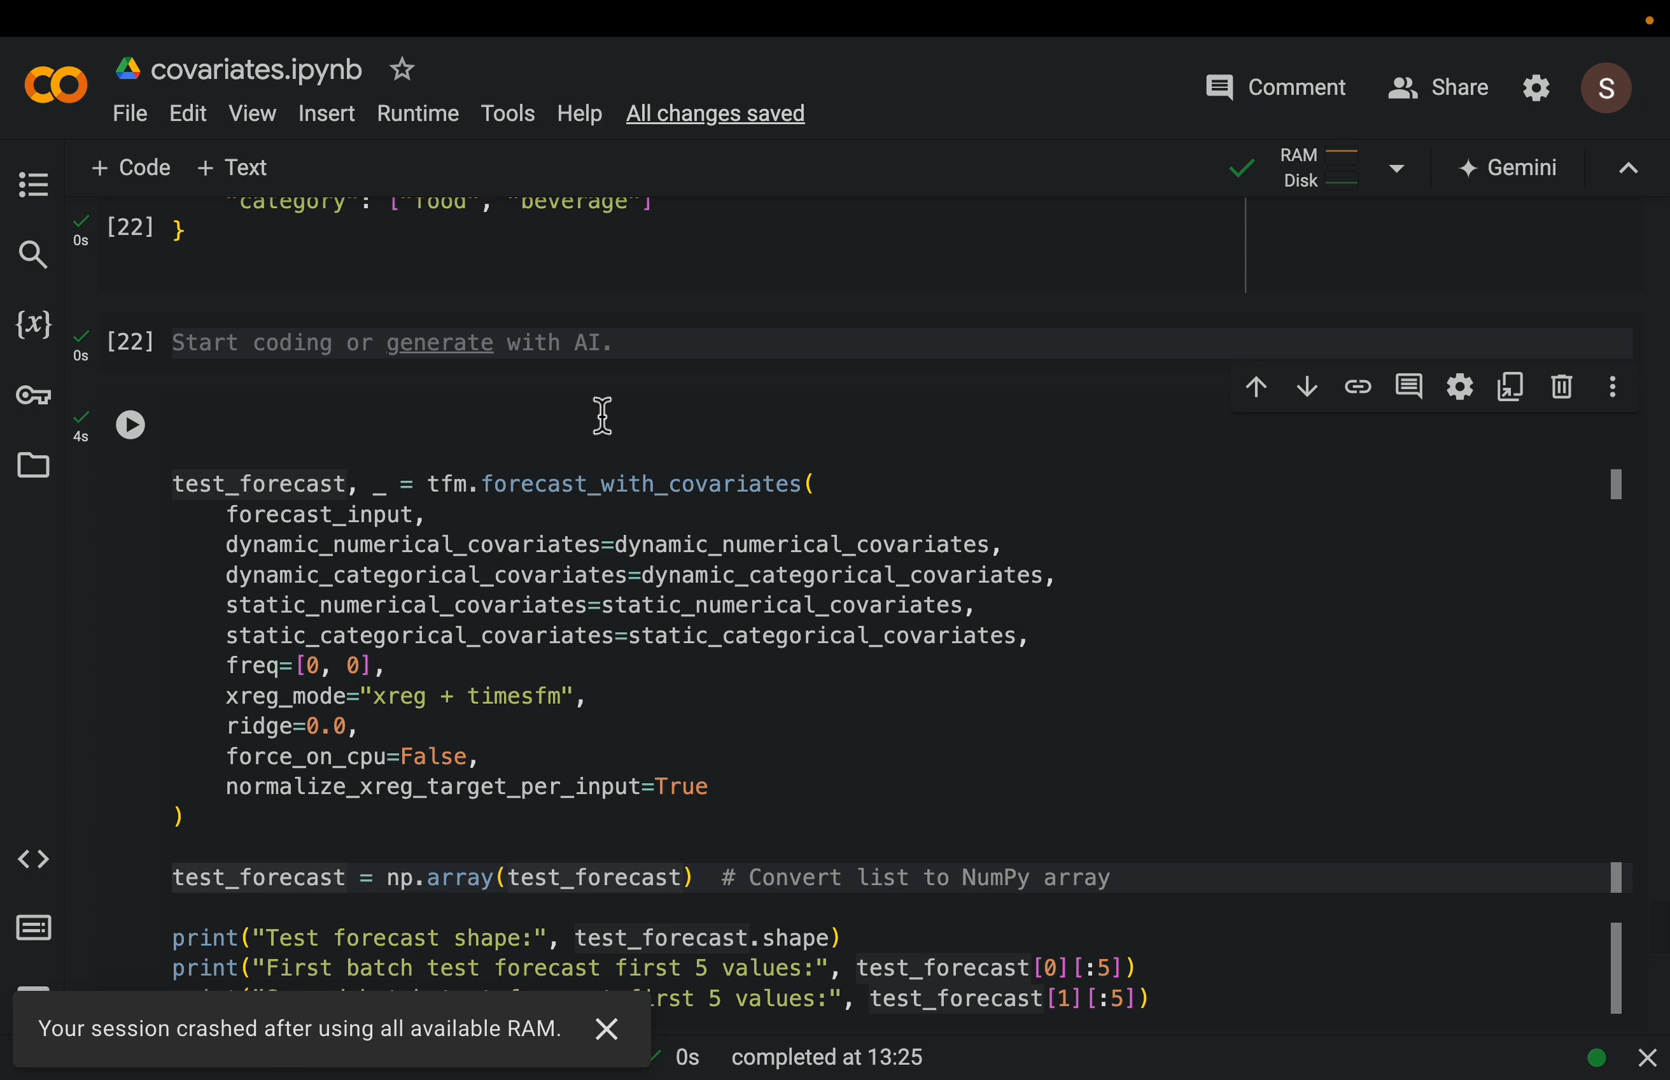 covariates.ipynb
File Edit View Insert Runtime Tools Help All changes saved
Comment Share S
+ Code + Text
RAM
Disk
Gemini
"category": ["food", "beverage"]
0s [22] }
0s [22] Start coding or generate with AI.
{x}
4s
test_forecast, _ = tfm.forecast_with_covariates(
forecast_input,
dynamic_numerical_covariates=dynamic_numerical_covariates,
dynamic_categorical_covariates=dynamic_categorical_covariates,
static_numerical_covariates=static_numerical_covariates,
static_categorical_covariates=static_categorical_covariates,
freq=[0, 0],
xreg_mode="xreg + timesfm",
ridge=0.0,
force_on_cpu=False,
normalize_xreg_target_per_input=True
)
test_forecast = np.array(test_forecast) # Convert list to NumPy array
print("Test forecast shape:", test_forecast.shape)
print("First batch test forecast first 5 values:", test_forecast[0][:5])
5 values:", test_forecast[1][:5])
Your session crashed after using all available RAM.
0s completed at 13:25